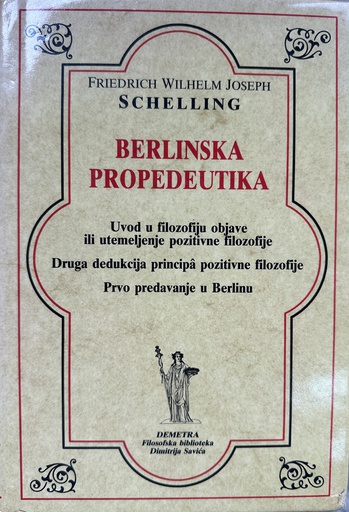 FRIEDRICH WILHELM JOSEPH
SCHELLING
BERLINSKA
PROPEDEUTIKA
Uvod u filozofiju objave
ili utemeljenje pozitivne filozofije
Druga dedukcija principâ pozitivne filozofije
Prvo predavanje u Berlinu
DEMETRA
Filosofska biblioteka
Dimitrija Savića